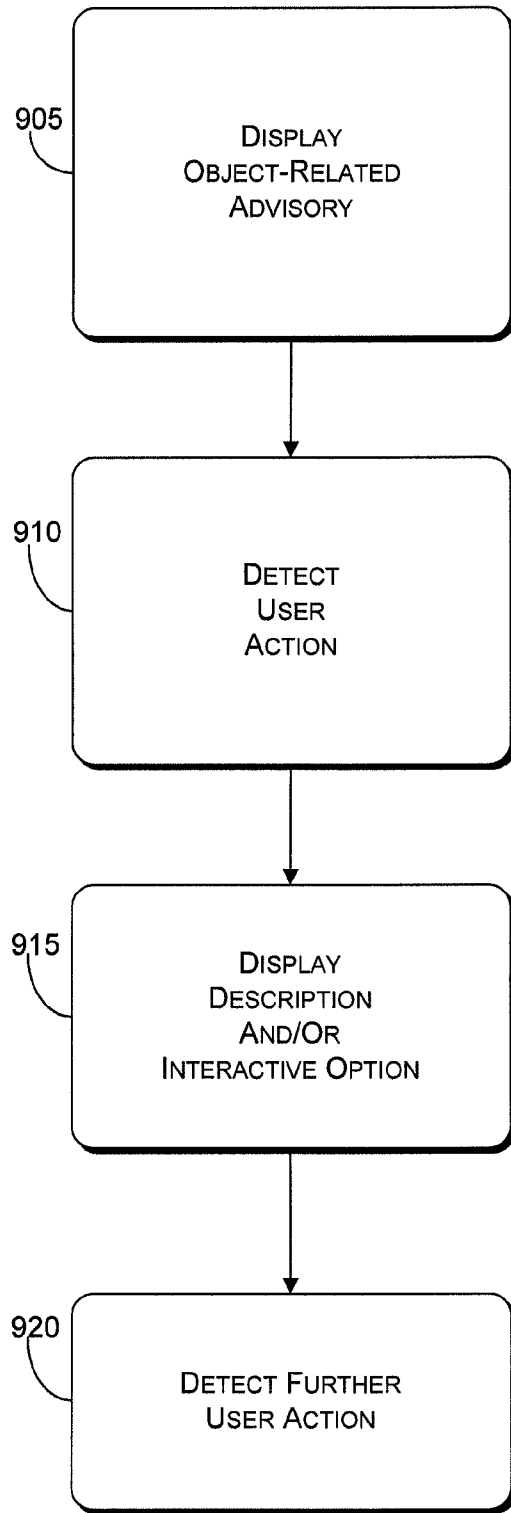 905
DISPLAY
OBJECT-RELATED
ADVISORY
910
DETECT
USER
ACTION
915
DISPLAY
DESCRIPTION
AND/OR
INTERACTIVE OPTION
920
DETECT FURTHER
USER ACTION